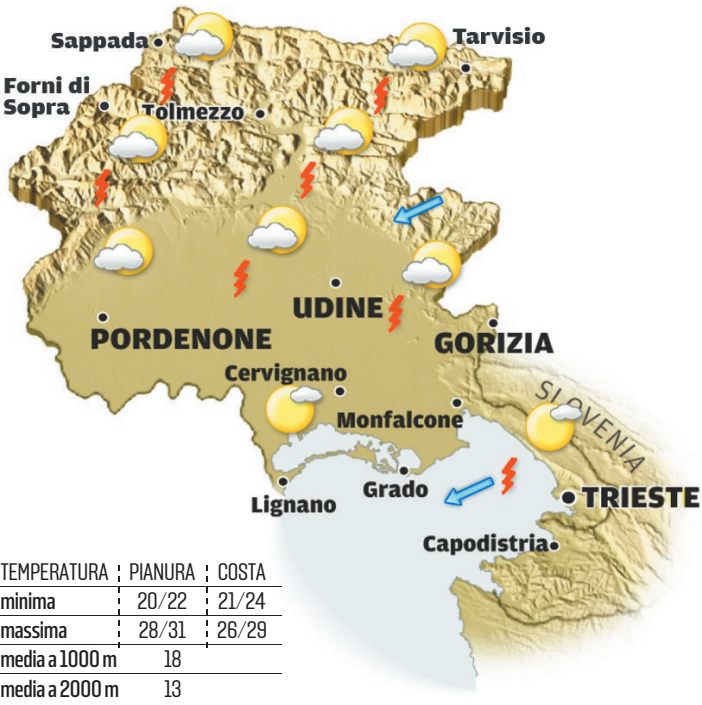 Sappada
Tarvisio
Forni di
Sopra
Tolmezzo
UDINE
PORDENONE
GORIZIA
Cervignano
SLOVENIA
Monfalcone
Grado
Lignano
TRIESTE
Capodistria
TEMPERATURA PIANURA COSTA
minima 20/22 21/24
massima 28/31 26/29
media a 1000 m 18
media a 2000 m 13